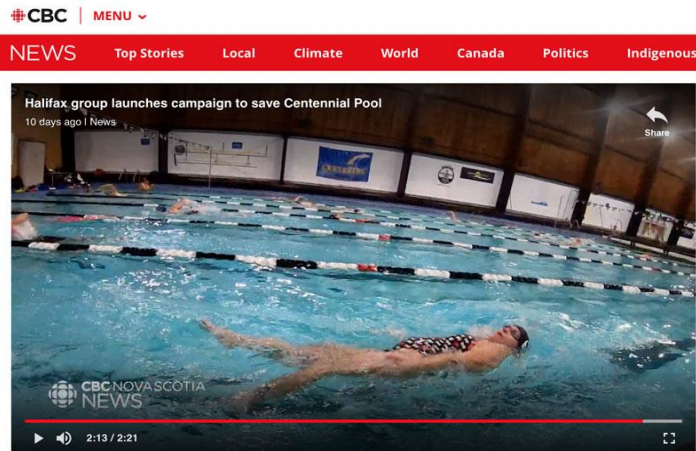 CBC
MENU
NEWS
Top Stories
Local
Climate
World
Canada
Politics
Indigenous
Halifax group launches campaign to save Centennial Pool
10 days ago | News
Share
CBC NOVA SCOTIA
NEWS
2:13 / 2:21